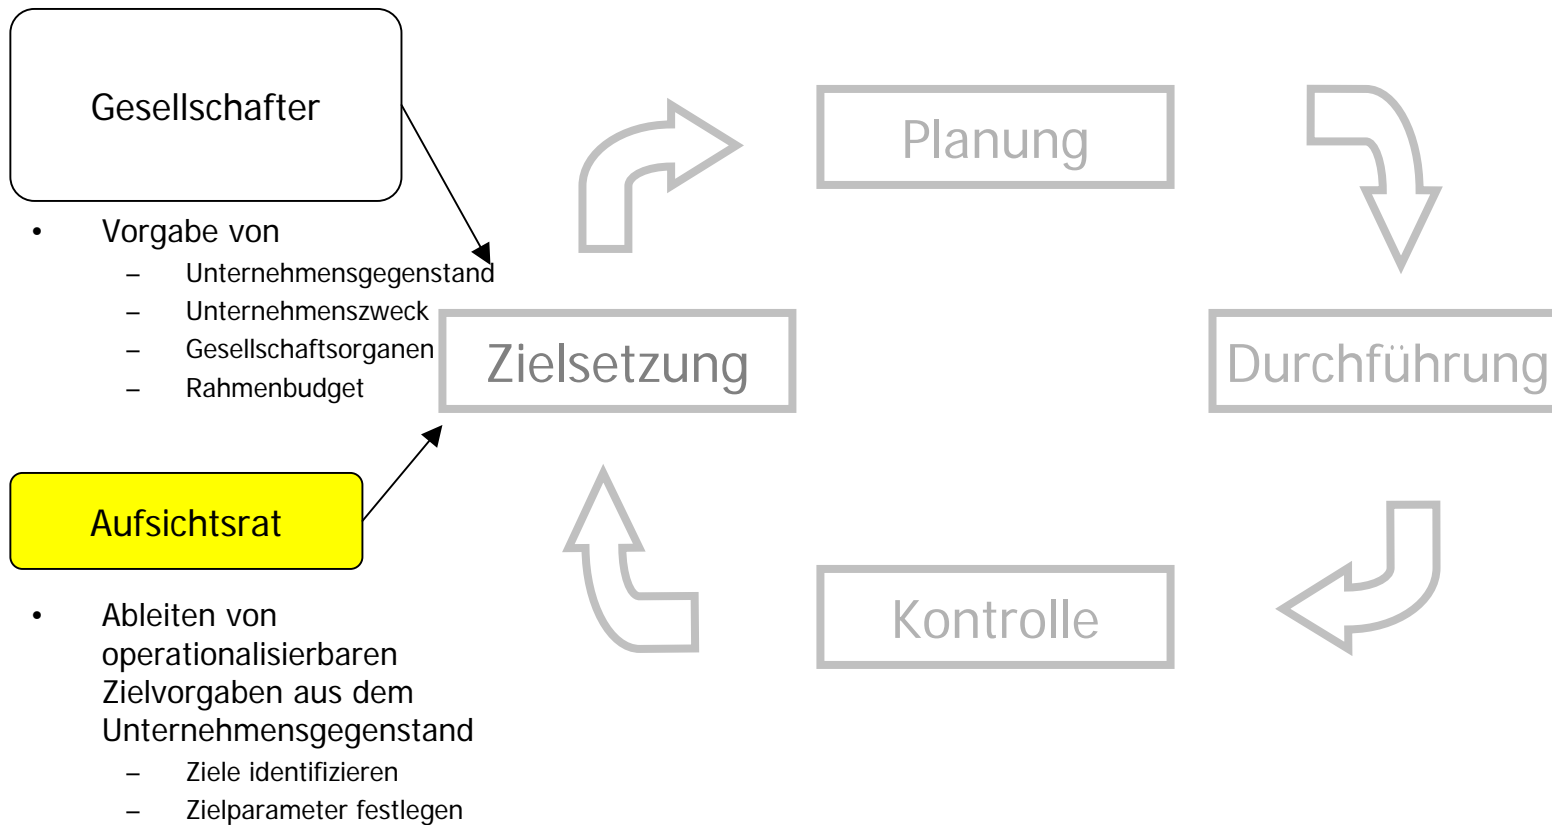 Gesellschafter
• Vorgabe von
– Unternehmensgegenstand
– Unternehmenszweck
– Gesellschaftsorganen
– Rahmenbudget
Aufsichtsrat
• Ableiten von
operationalisierbaren
Zielvorgaben aus dem
Unternehmensgegenstand
– Ziele identifizieren
– Zielparameter festlegen
Zielsetzung
Planung
Durchführung
Kontrolle